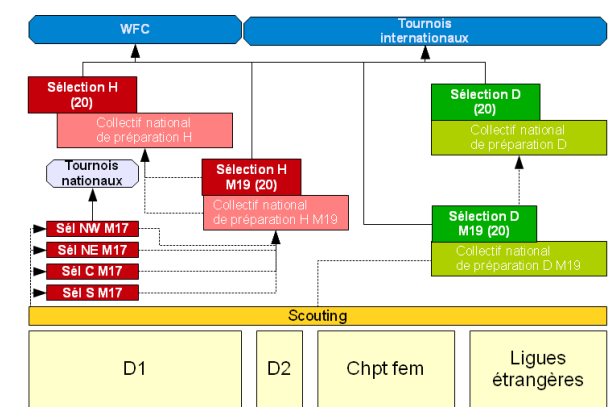 WFC
Tournois
internationaux
Sélection H
(20)
Collectif national
de préparation H
Sélection D
(20)
Collectif national
de préparation D
Tournois
nationaux
Sélection H
M19 (20)
Collectif national
de préparation H M19
Sélection D
M19 (20)
Collectif national
de préparation D M19
Sél NW M17
Sél NE M17
Sél C M17
Sél S M17
Scouting
D1
D2
Chpt fem
Ligues
étrangères